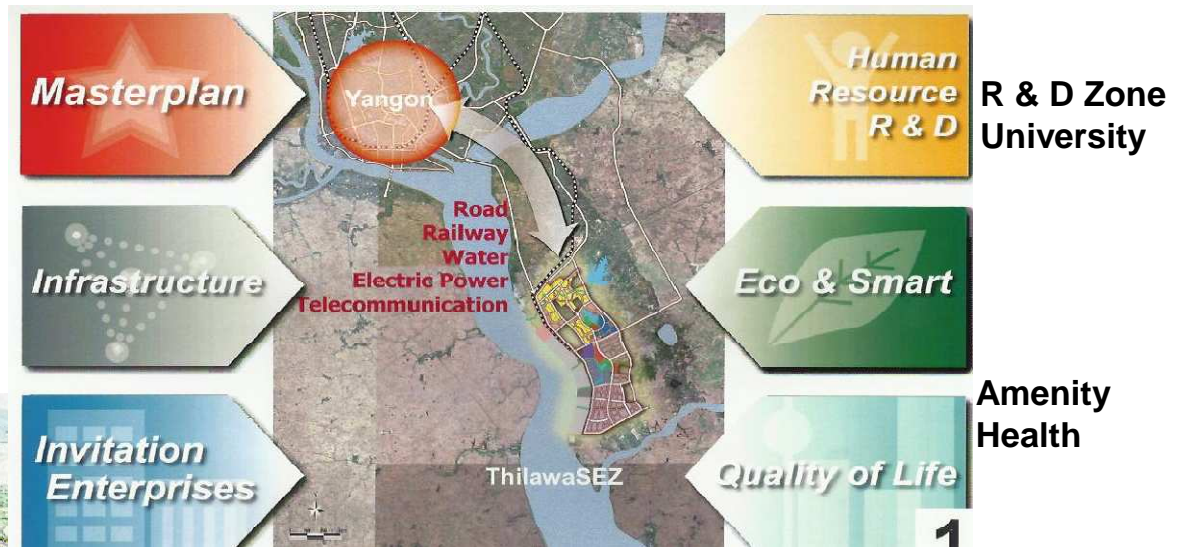 Masterplan
Infrastructure
Invitation
Enterprises
Yangon
Road
Railway
Water
Electric Power
Telecommunication
ThilawaSEZ
Human
Resource
R & D
Eco & Smart
Quality of Life
R & D Zone
University
Amenity
Health
1